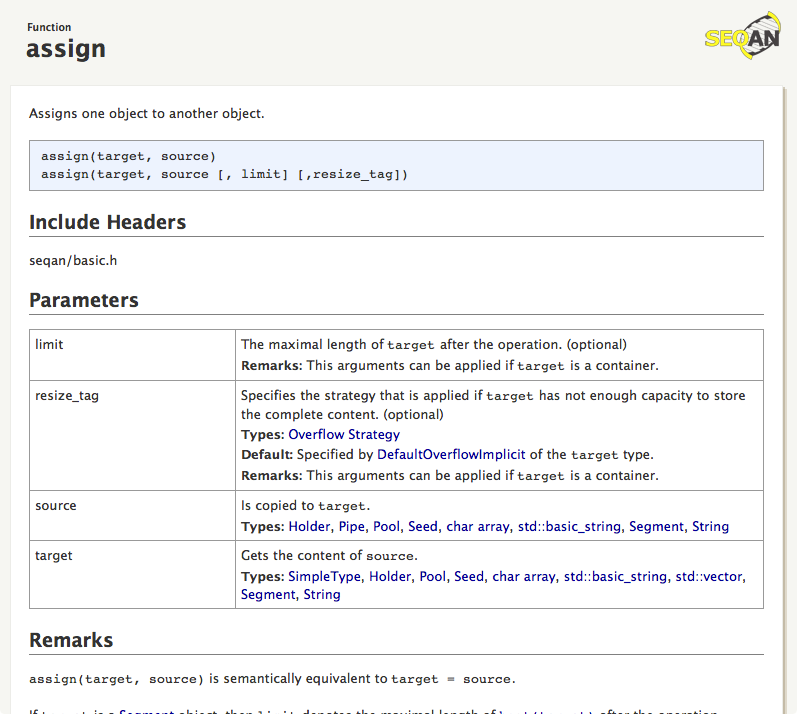 Function
assign
SEQAN
Assigns one object to another object.
assign(target, source)
assign(target, source [, limit] [,resize_tag])
Include Headers
seqan/basic.h
Parameters
limit
The maximal length of target after the operation. (optional)
Remarks: This arguments can be applied if target is a container.
resize_tag
Specifies the strategy that is applied if target has not enough capacity to store
the complete content. (optional)
Types: Overflow Strategy
Default: Specified by DefaultOverflowImplicit of the target type.
Remarks: This arguments can be applied if target is a container.
source
Is copied to target.
Types: Holder, Pipe, Pool, Seed, char array, std::basic_string, Segment, String
target
Gets the content of source.
Types: SimpleType, Holder, Pool, Seed, char array, std::basic_string, std::vector,
Segment, String
Remarks
assign(target, source) is semantically equivalent to target = source.